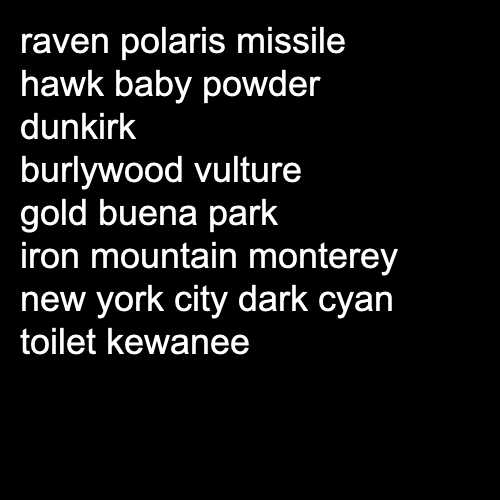 raven polaris missile
hawk baby powder
dunkirk
burlywood vulture
gold buena park
iron mountain monterey
new york city dark cyan
toilet kewanee